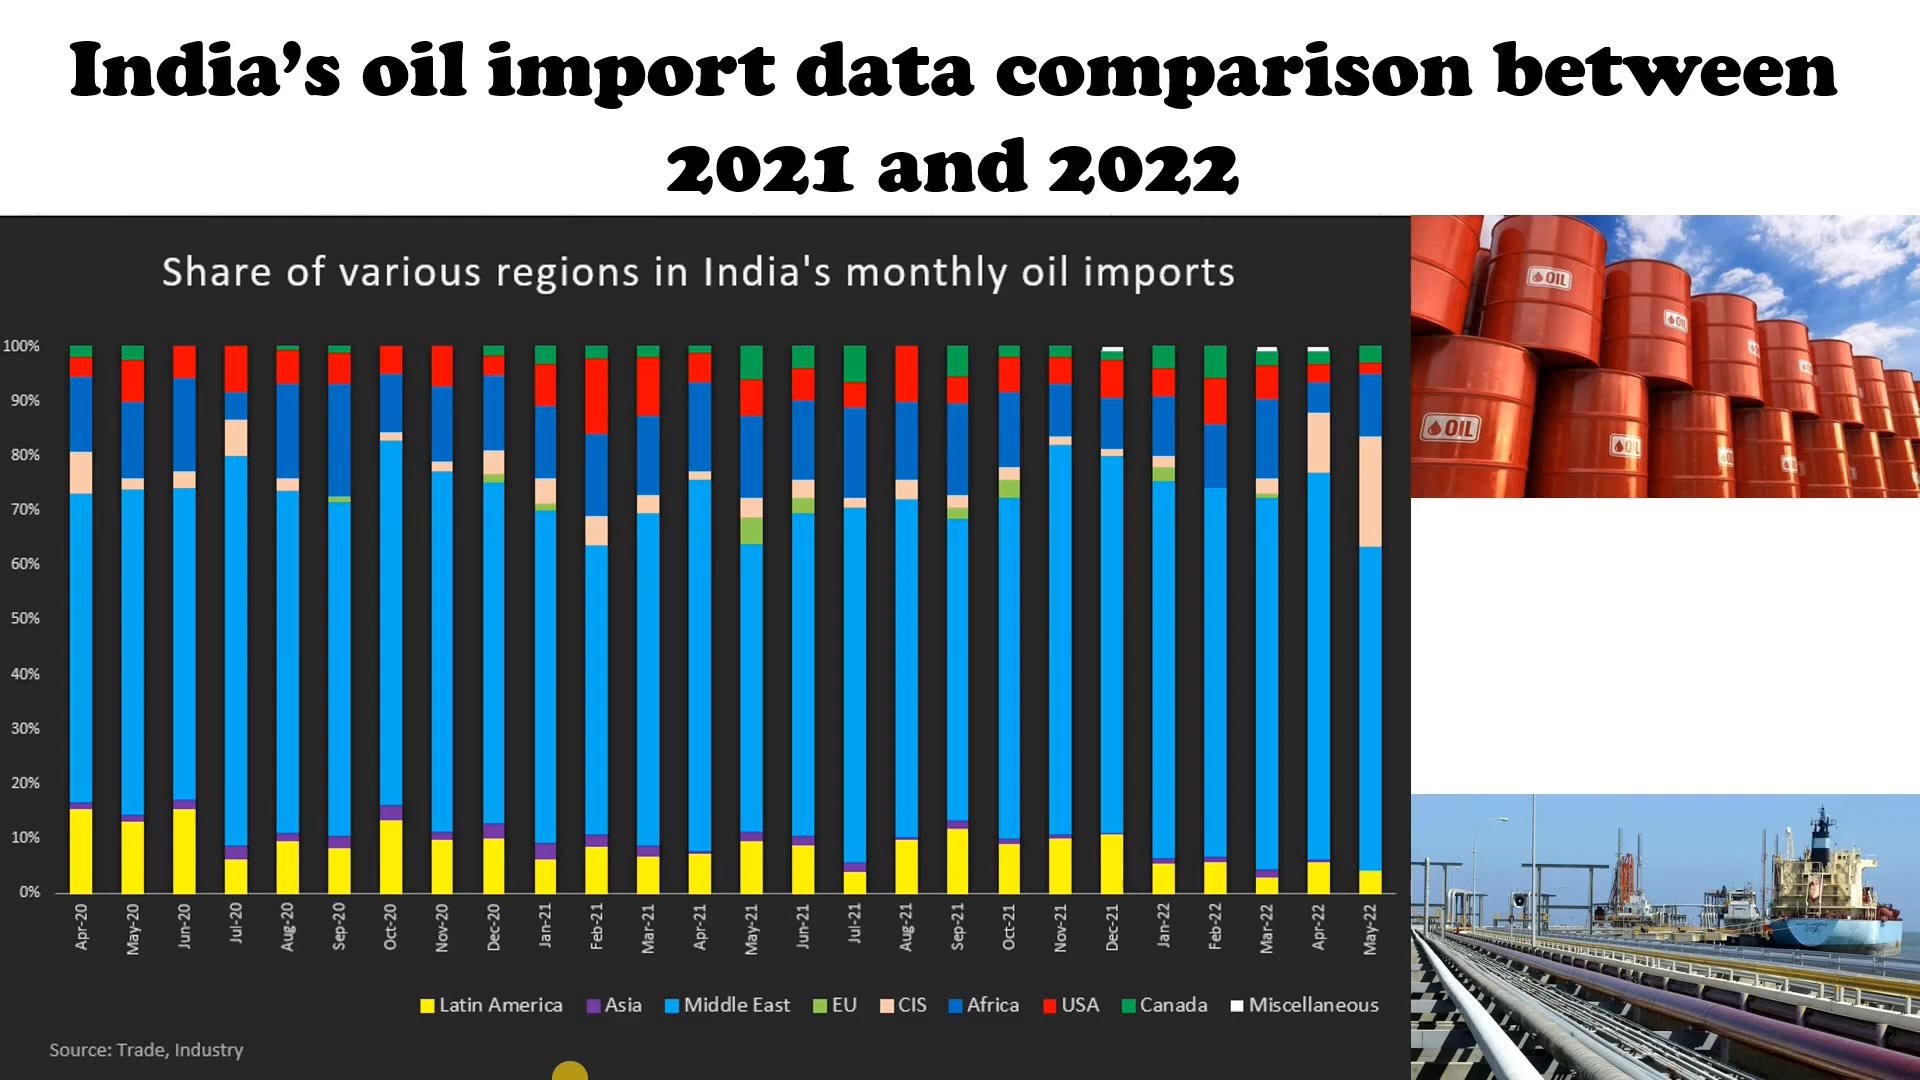 India's oil import data comparison between
2021 and 2022
Share of various regions in India's monthly oil imports
100%
90%
80%
70%
60%
50%
40%
30%
20%
10%
0%
Apr-20
May-20
Jun-20
Jul-20
Aug-20
Sep-20
Oct-20
Nov-20
Dec-20
Jan-21
Feb-21
Mar-21
Apr-21
May-21
Jun-21
Jul-21
Aug-21
Sep-21
Oct-21
Nov-21
Dec-21
Jan-22
Feb-22
Mar-22
Apr-22
May-22
Latin America Asia Middle East EU CIS Africa USA Canada Miscellaneous
Source: Trade, Industry
OIL
OIL
OIL
OIL